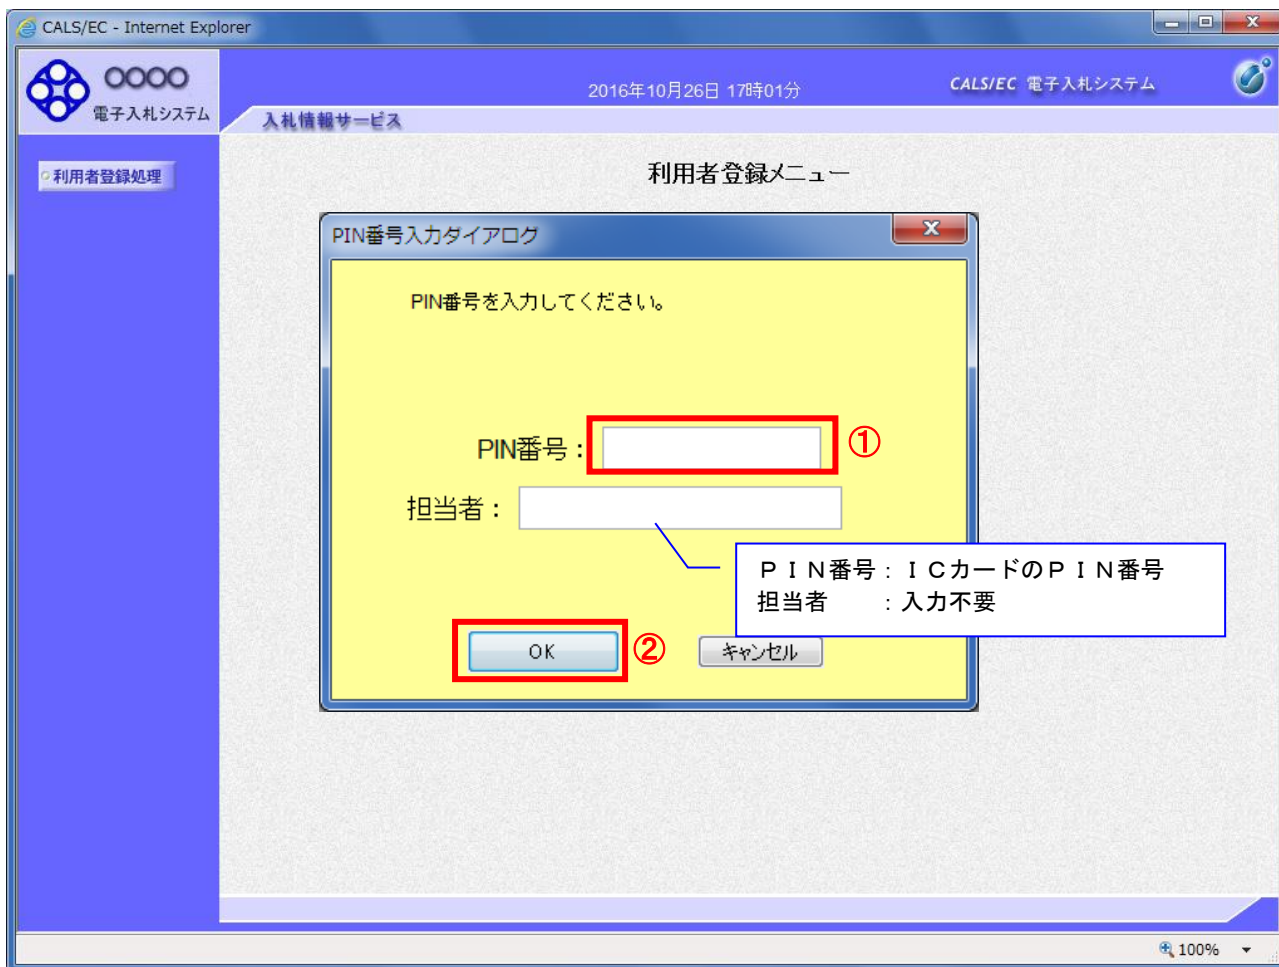 CALS/EC - Internet Explorer
○○○○
電子入札システム
2016年10月26日 17時01分
CALS/EC 電子入札システム
入札情報サービス
利用者登録処理
利用者登録メニュー
PIN番号入力ダイアログ
PIN番号を入力してください。
PIN番号：
①
担当者：
ＰＩＮ番号：ＩＣカードのＰＩＮ番号
担当者　　：入力不要
OK
②
キャンセル
100%